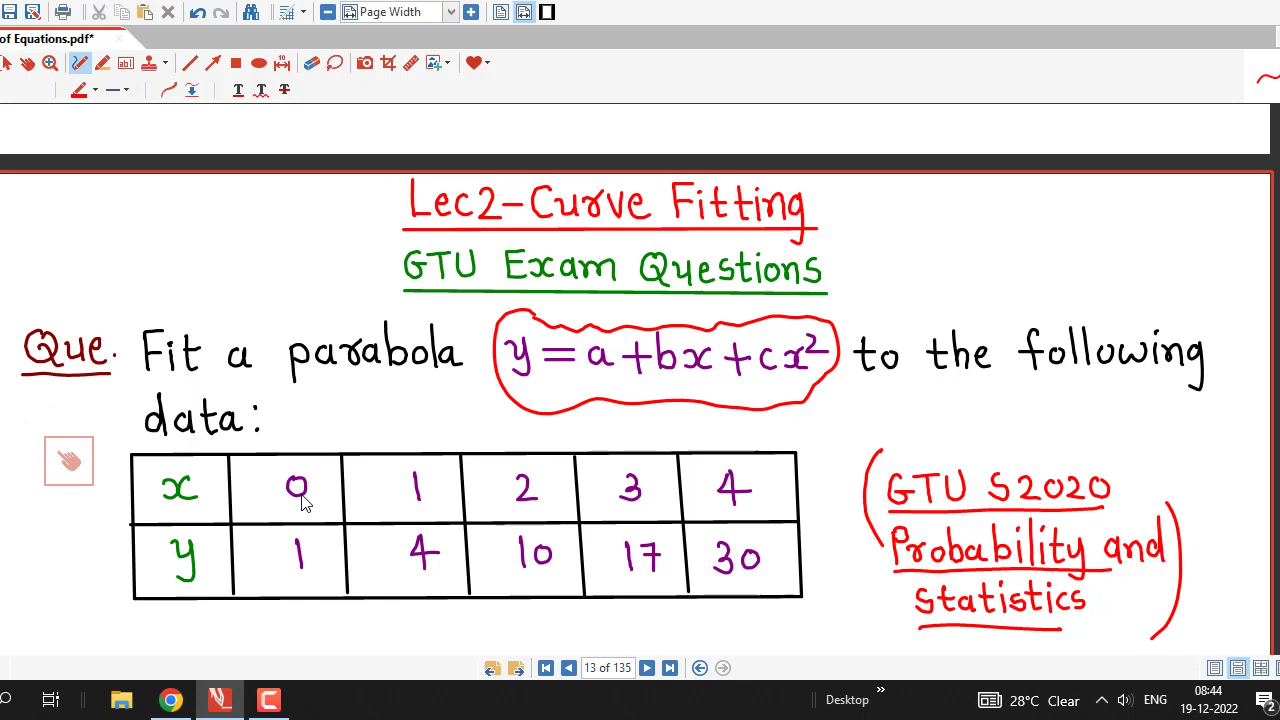 Page Width
of Equations.pdf*
Lec2-Curve Fitting
GTU Exam Questions
Que. Fit a parabola y = a + bx + cx² to the following
data:
x 0 1 2 3 4
y 1 4 10 17 30
(GTU S2020
Probability and
Statistics)
13 of 135
Desktop
»
28°C Clear
ENG
08:44
19-12-2022
2